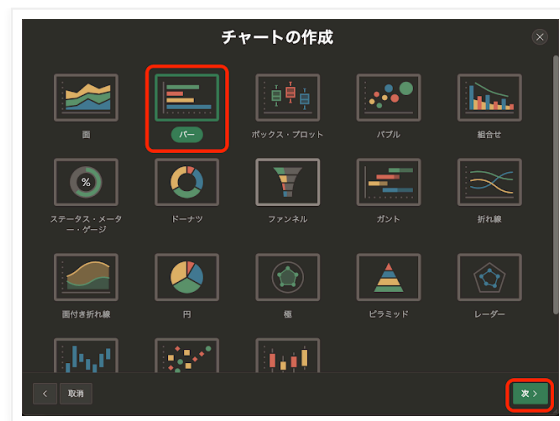 チャートの作成
面
バー
ボックス・プロット
バブル
組合せ
%
ステータス・メータ
ー・ゲージ
ドーナツ
ファンネル
ガント
折れ線
面付き折れ線
円
極
ピラミッド
レーダー
取消
次